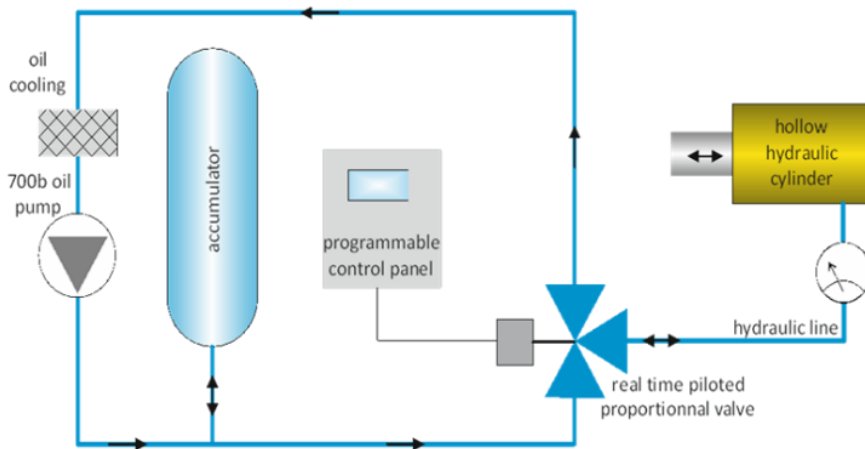 oil
cooling
700b oil
pump
accumulator
programmable
control panel
hollow
hydraulic
cylinder
hydraulic line
real time piloted
proportionnal valve